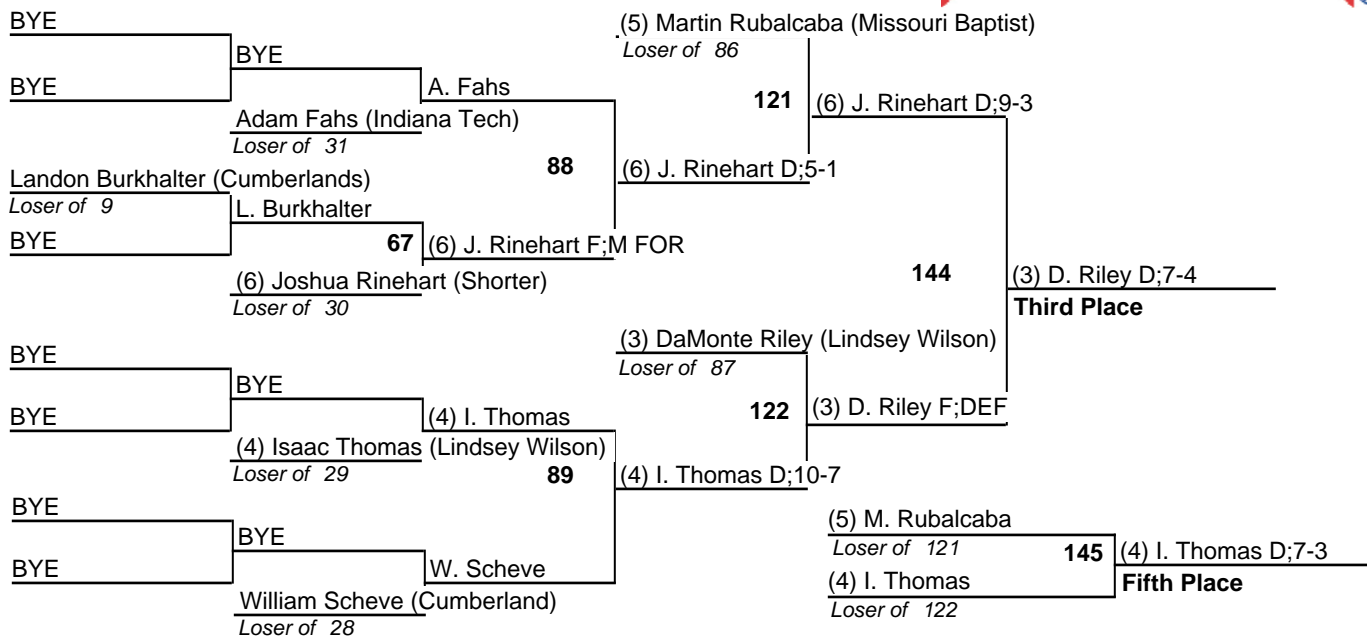 BYE
(5) Martin Rubalcaba (Missouri Baptist)
Loser of 86
BYE
BYE
A. Fahs
121
(6) J. Rinehart D;9-3
Adam Fahs (Indiana Tech)
Loser of 31
88
(6) J. Rinehart D;5-1
Landon Burkhalter (Cumberlands)
Loser of 9
L. Burkhalter
BYE
67
(6) J. Rinehart F;M FOR
144
(6) Joshua Rinehart (Shorter)
Loser of 30
(3) D. Riley D;7-4
Third Place
(3) DaMonte Riley (Lindsey Wilson)
Loser of 87
BYE
BYE
BYE
(4) I. Thomas
122
(3) D. Riley F;DEF
(4) Isaac Thomas (Lindsey Wilson)
Loser of 29
89
(4) I. Thomas D;10-7
BYE
(5) M. Rubalcaba
Loser of 121
BYE
145
(4) I. Thomas D;7-3
Fifth Place
BYE
W. Scheve
(4) I. Thomas
Loser of 122
William Scheve (Cumberland)
Loser of 28